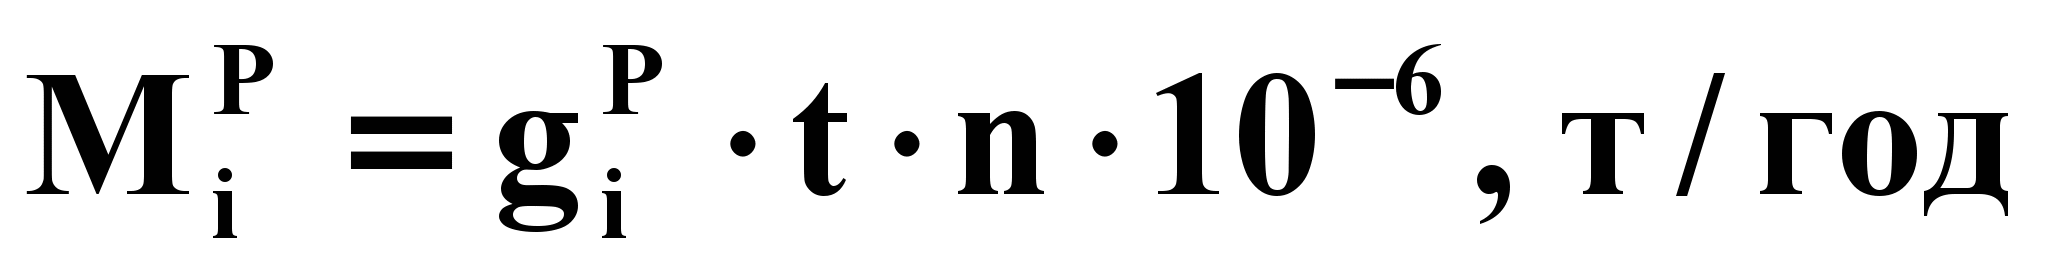 M_i^P = g_i^P · t · n · 10^−6, т / год